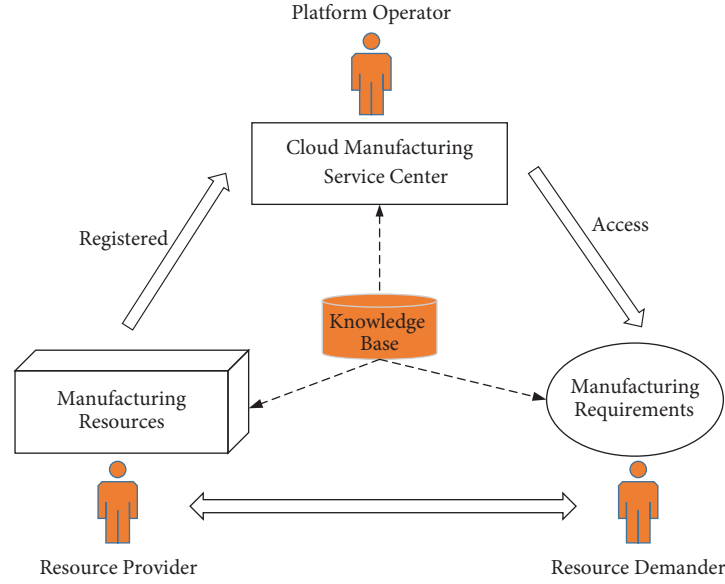 Platform Operator
Cloud Manufacturing
Service Center
Registered
Access
Knowledge
Base
Manufacturing
Resources
Manufacturing
Requirements
Resource Provider
Resource Demander